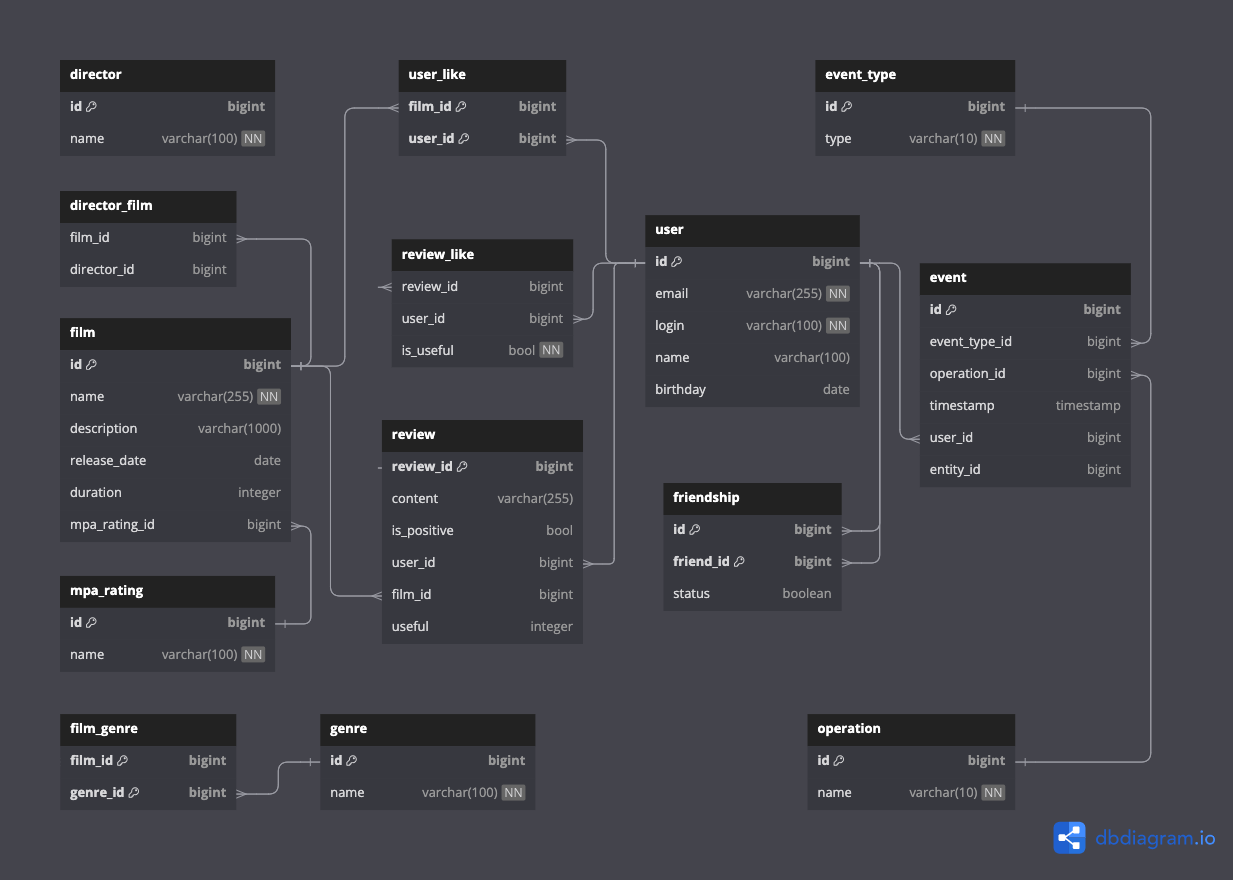 director
id bigint
name varchar(100) NN
director_film
film_id bigint
director_id bigint
film
id bigint
name varchar(255) NN
description varchar(1000)
release_date date
duration integer
mpa_rating_id bigint
mpa_rating
id bigint
name varchar(100) NN
film_genre
film_id bigint
genre_id bigint
genre
id bigint
name varchar(100) NN
user_like
film_id bigint
user_id bigint
review_like
review_id bigint
user_id bigint
is_useful bool NN
review
review_id bigint
content varchar(255)
is_positive bool
user_id bigint
film_id bigint
useful integer
user
id bigint
email varchar(255) NN
login varchar(100) NN
name varchar(100)
birthday date
friendship
id bigint
friend_id bigint
status boolean
event_type
id bigint
type varchar(10) NN
event
id bigint
event_type_id bigint
operation_id bigint
timestamp timestamp
user_id bigint
entity_id bigint
operation
id bigint
name varchar(10) NN
dbdiagram.io